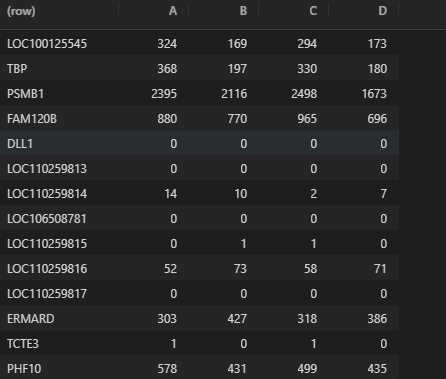 (row) A B C D
LOC100125545 324 169 294 173
TBP 368 197 330 180
PSMB1 2395 2116 2498 1673
FAM120B 880 770 965 696
DLL1 0 0 0 0
LOC110259813 0 0 0 0
LOC110259814 14 10 2 7
LOC106508781 0 0 0 0
LOC110259815 0 1 1 0
LOC110259816 52 73 58 71
LOC110259817 0 0 0 0
ERMARD 303 427 318 386
TCTE3 1 0 1 0
PHF10 578 431 499 435